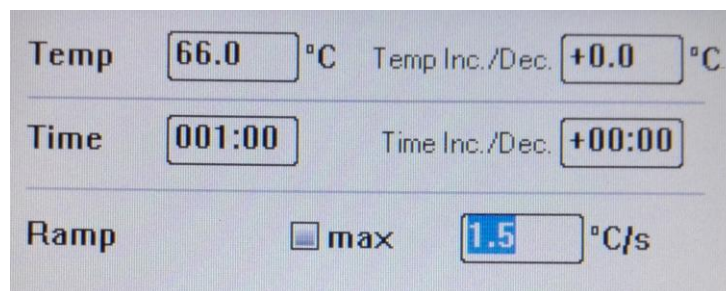 Temp 66.0 °C Temp Inc./Dec. +0.0 °C
Time 001:00 Time Inc./Dec. +00:00
Ramp max 1.5 °C/s